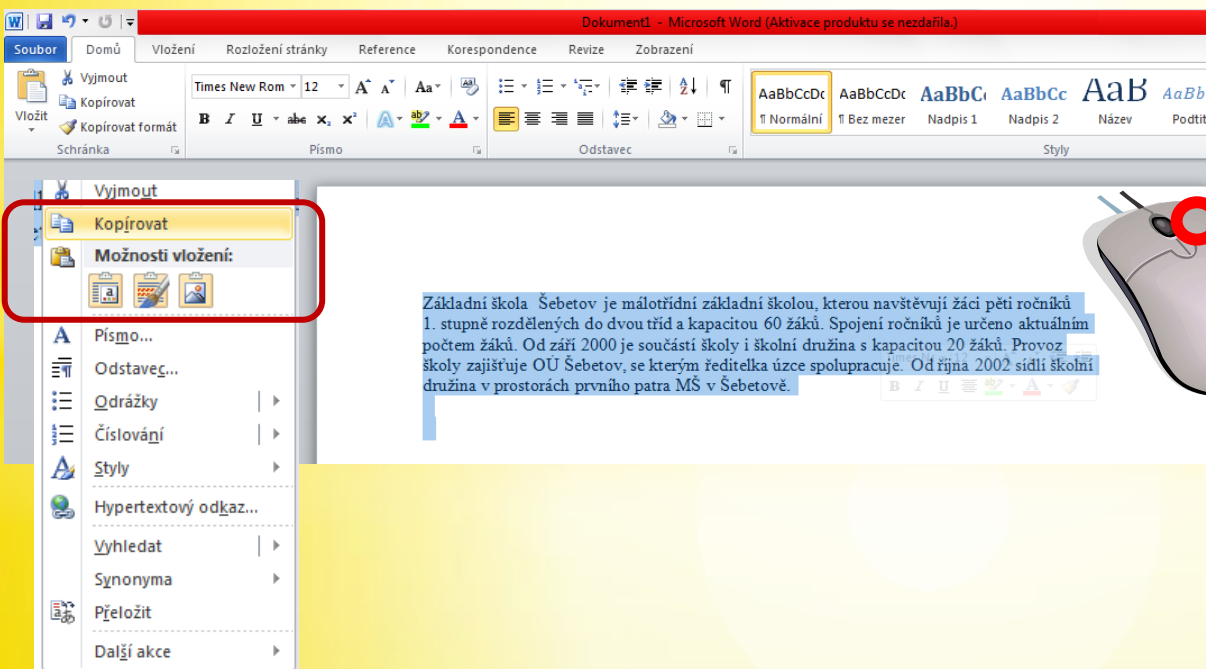 Dokument1 - Microsoft Word (Aktivace produktu se nezdařila.)
Soubor Domů Vložení Rozložení stránky Reference Korespondence Revize Zobrazení
Vložit
Vyjmout
Kopírovat
Kopírovat formát
Schránka
Times New Rom 12
Písmo
Odstavec
AaBbCcDc AaBbCcDc AaBbC AaBbCc AaB AaBb
¶ Normální ¶ Bez mezer Nadpis 1 Nadpis 2 Název Podtit
Styly
Vyjmout
Kopírovat
Možnosti vložení:
Písmo...
Odstavec...
Odrážky
Číslování
Styly
Hypertextový odkaz...
Vyhledat
Synonyma
Přeložit
Další akce
Základní škola Šebetov je málotřídní základní školou, kterou navštěvují žáci pěti ročníků
1. stupně rozdělených do dvou tříd a kapacitou 60 žáků. Spojení ročníků je určeno aktuálním
počtem žáků. Od září 2000 je součástí školy i školní družina s kapacitou 20 žáků. Provoz
školy zajišťuje OÚ Šebetov, se kterým ředitelka úzce spolupracuje. Od října 2002 sídlí školní
družina v prostorách prvního patra MŠ v Šebetově.